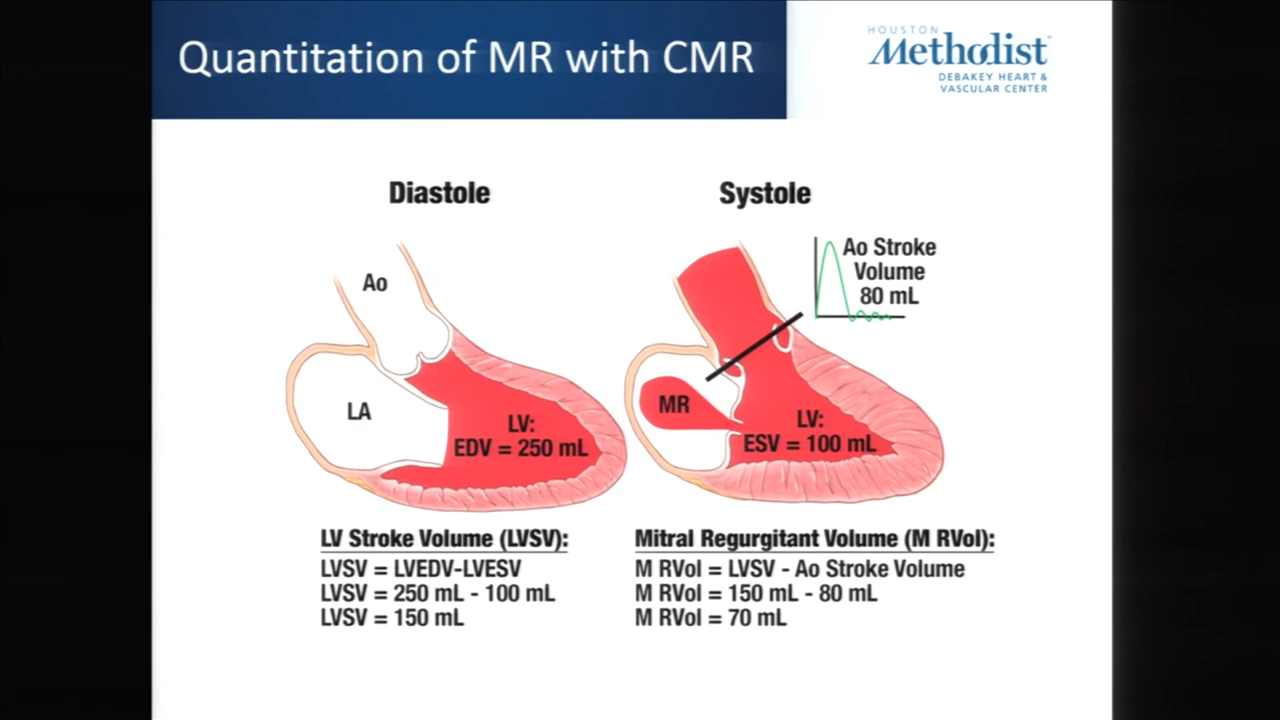 Quantitation of MR with CMR
HOUSTON
Methodist
DEBAKEY HEART &
VASCULAR CENTER
Diastole
Systole
Ao
LA
LV:
EDV = 250 mL
Ao Stroke
Volume
80 mL
MR
LV:
ESV = 100 mL
LV Stroke Volume (LVSV):
LVSV = LVEDV-LVESV
LVSV = 250 mL - 100 mL
LVSV = 150 mL
Mitral Regurgitant Volume (M RVol):
M RVol = LVSV - Ao Stroke Volume
M RVol = 150 mL - 80 mL
M RVol = 70 mL